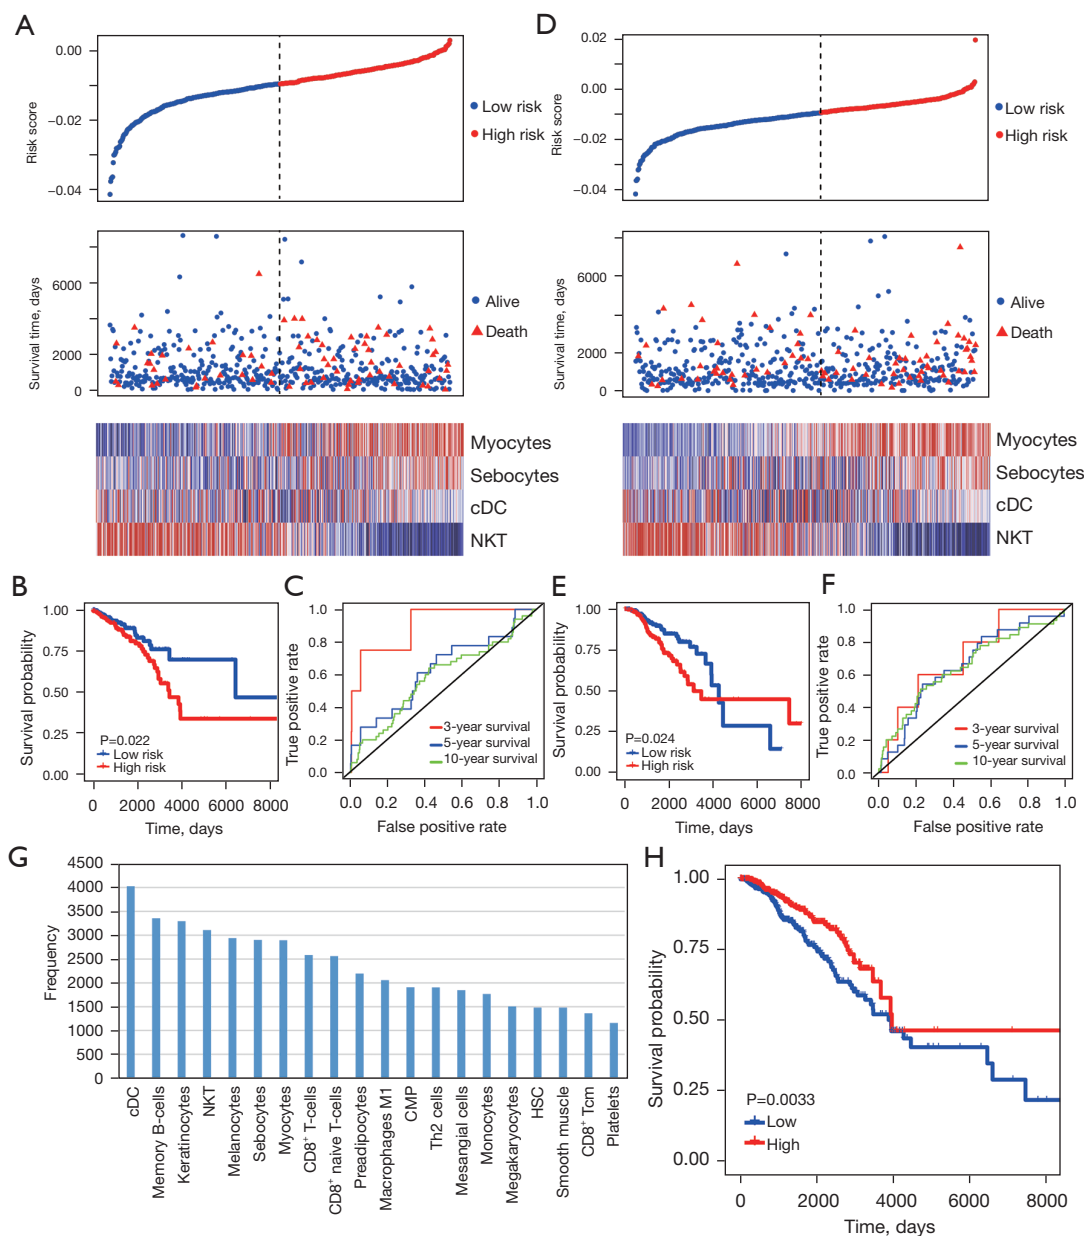 A
0.00
−0.02
−0.04
Risk score
Low risk
High risk
6000
2000
0
Survival time, days
Alive
Death
Myocytes
Sebocytes
cDC
NKT
D
0.02
0.00
−0.02
−0.04
Risk score
Low risk
High risk
6000
2000
0
Survival time, days
Alive
Death
Myocytes
Sebocytes
cDC
NKT
B
1.00
0.75
0.50
0.25
0.00
Survival probability
P=0.022
Low risk
High risk
0 2000 4000 6000 8000
Time, days
C
1.0
0.8
0.6
0.4
0.2
0.0
True positive rate
3-year survival
5-year survival
10-year survival
0.0 0.2 0.4 0.6 0.8 1.0
False positive rate
E
1.00
0.75
0.50
0.25
0.00
Survival probability
P=0.024
Low risk
High risk
0 2000 4000 6000 8000
Time, days
F
1.0
0.8
0.6
0.4
0.2
0.0
True positive rate
3-year survival
5-year survival
10-year survival
0.0 0.2 0.4 0.6 0.8 1.0
False positive rate
G
4500
4000
3500
3000
2500
2000
1500
1000
500
0
Frequency
cDC
Memory B-cells
Keratinocytes
NKT
Melanocytes
Sebocytes
Myocytes
CD8⁺ T-cells
CD8⁺ naive T-cells
Preadipocytes
Macrophages M1
CMP
Th2 cells
Mesangial cells
Monocytes
Megakaryocytes
HSC
Smooth muscle
CD8⁺ Tcm
Platelets
H
1.00
0.75
0.50
0.25
0.00
Survival probability
P=0.0033
Low
High
0 2000 4000 6000 8000
Time, days